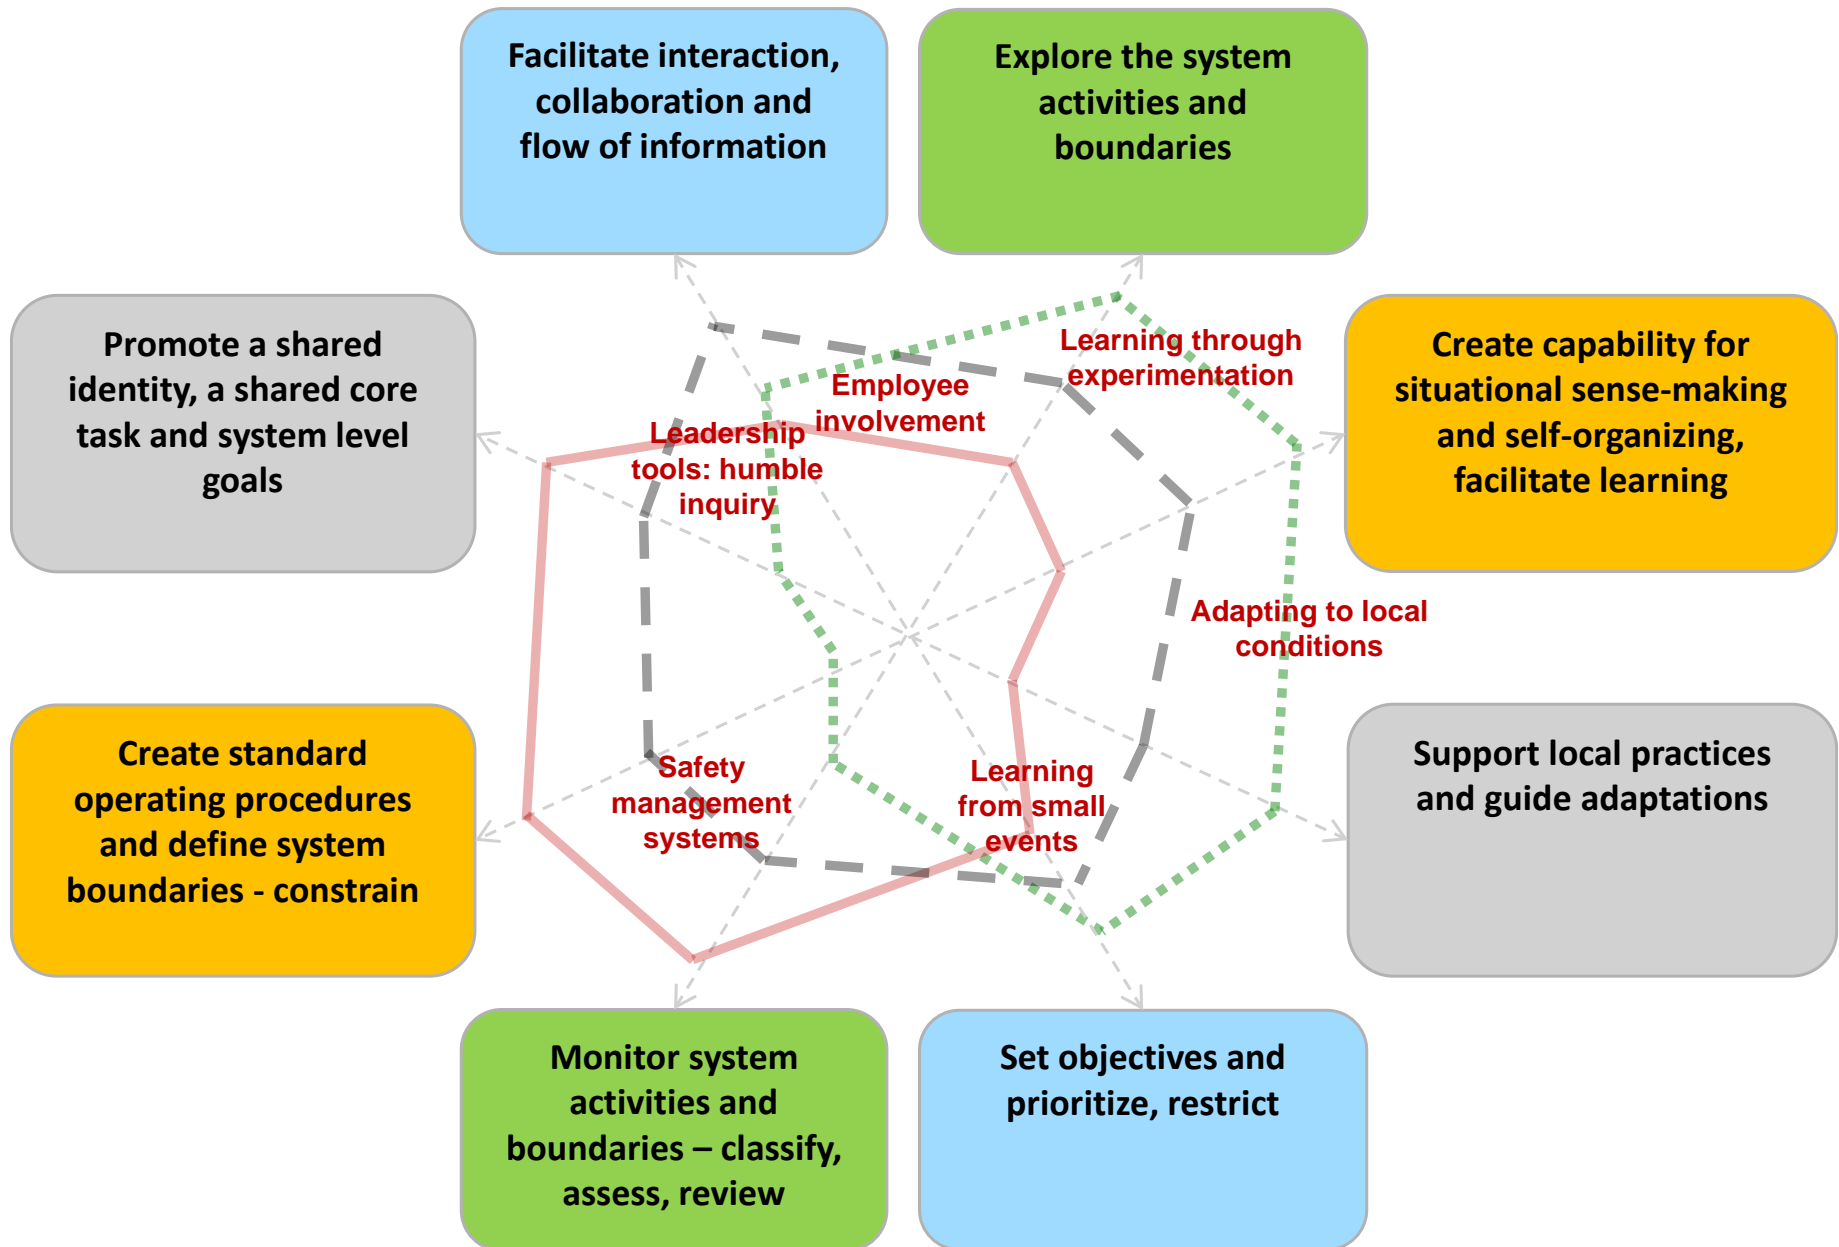 Facilitate interaction,
collaboration and
flow of information
Explore the system
activities and
boundaries
Promote a shared
identity, a shared core
task and system level
goals
Learning through
experimentation
Employee
involvement
Leadership
tools: humble
inquiry
Create capability for
situational sense-making
and self-organizing,
facilitate learning
Adapting to local
conditions
Create standard
operating procedures
and define system
boundaries - constrain
Safety
management
systems
Learning
from small
events
Support local practices
and guide adaptations
Monitor system
activities and
boundaries – classify,
assess, review
Set objectives and
prioritize, restrict